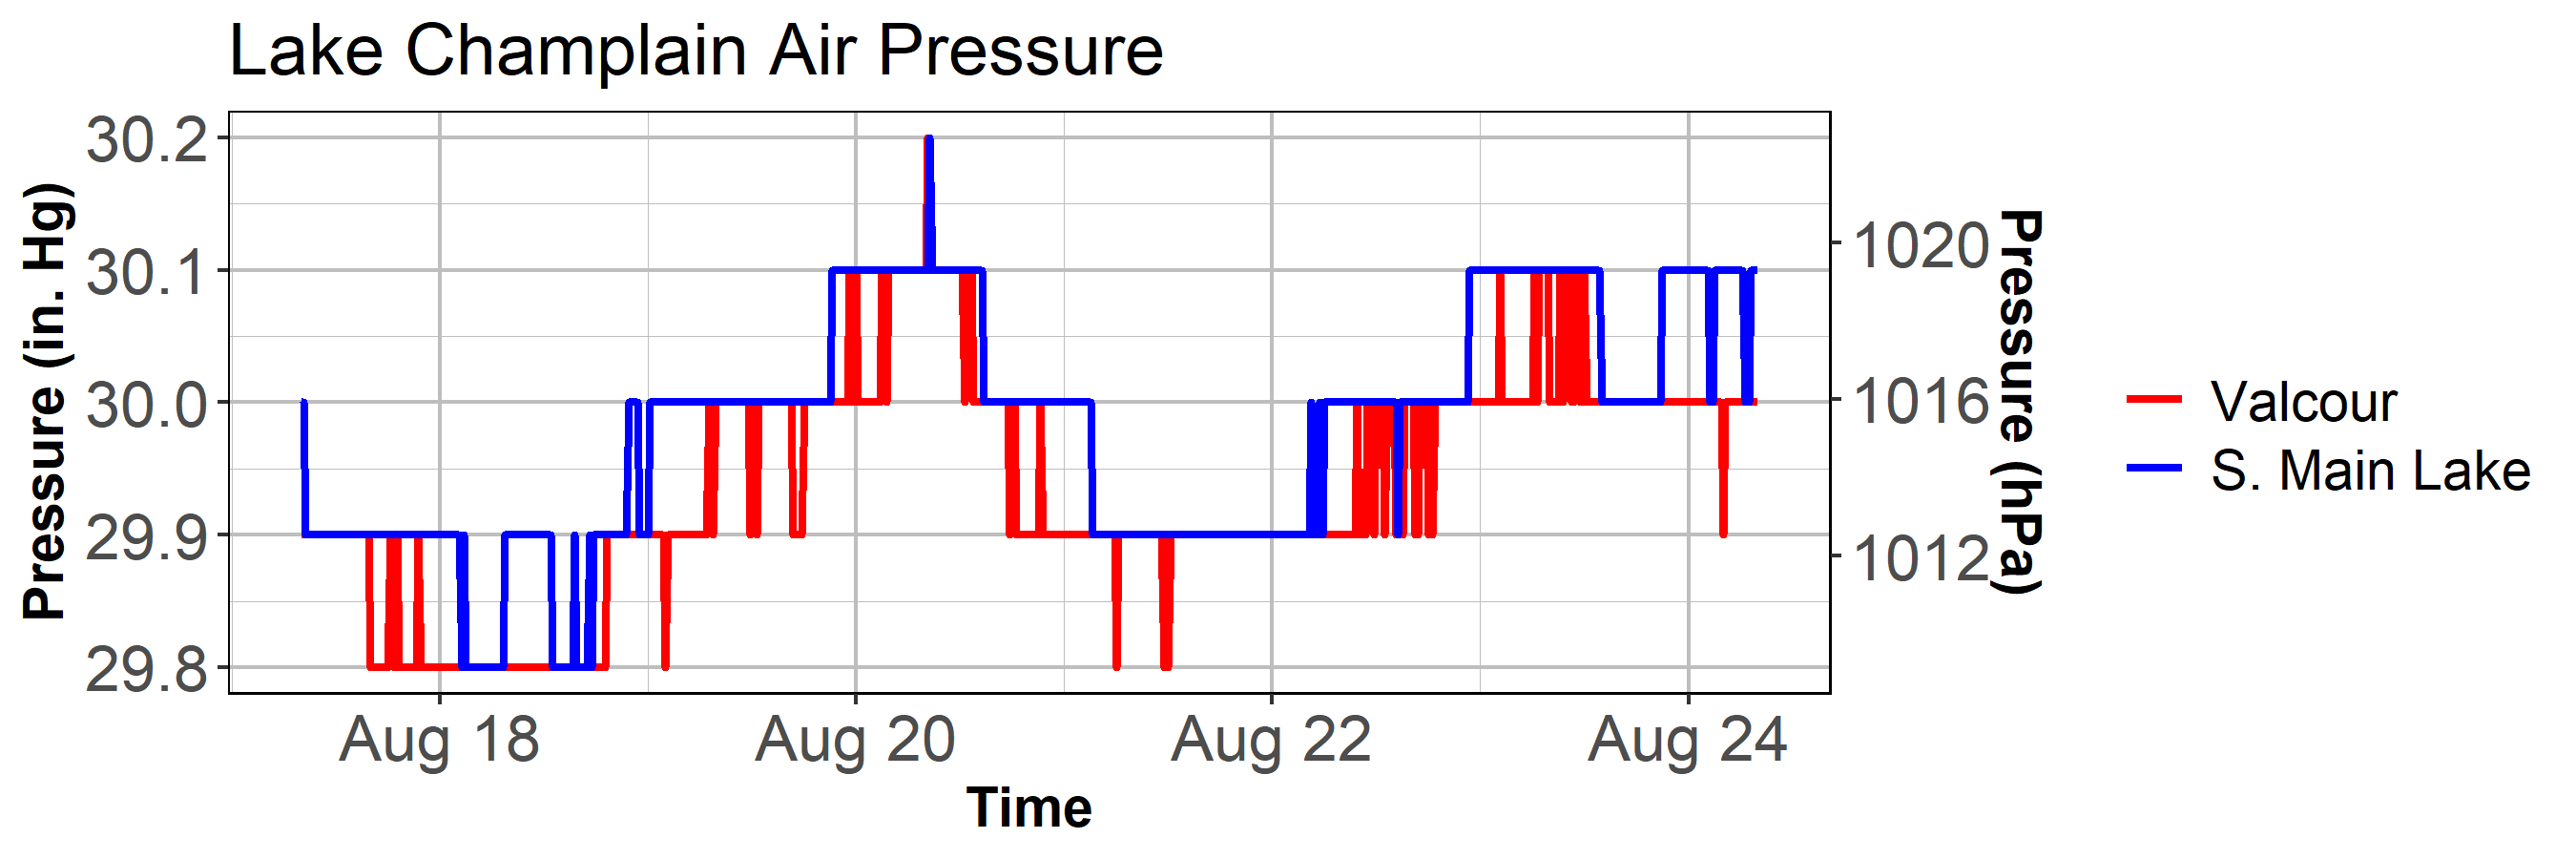 Lake Champlain Air Pressure
Pressure (in. Hg)
30.2
30.1
30.0
29.9
29.8
Aug 18
Aug 20
Aug 22
Aug 24
Time
1020
1016
1012
Pressure (hPa)
Valcour
S. Main Lake